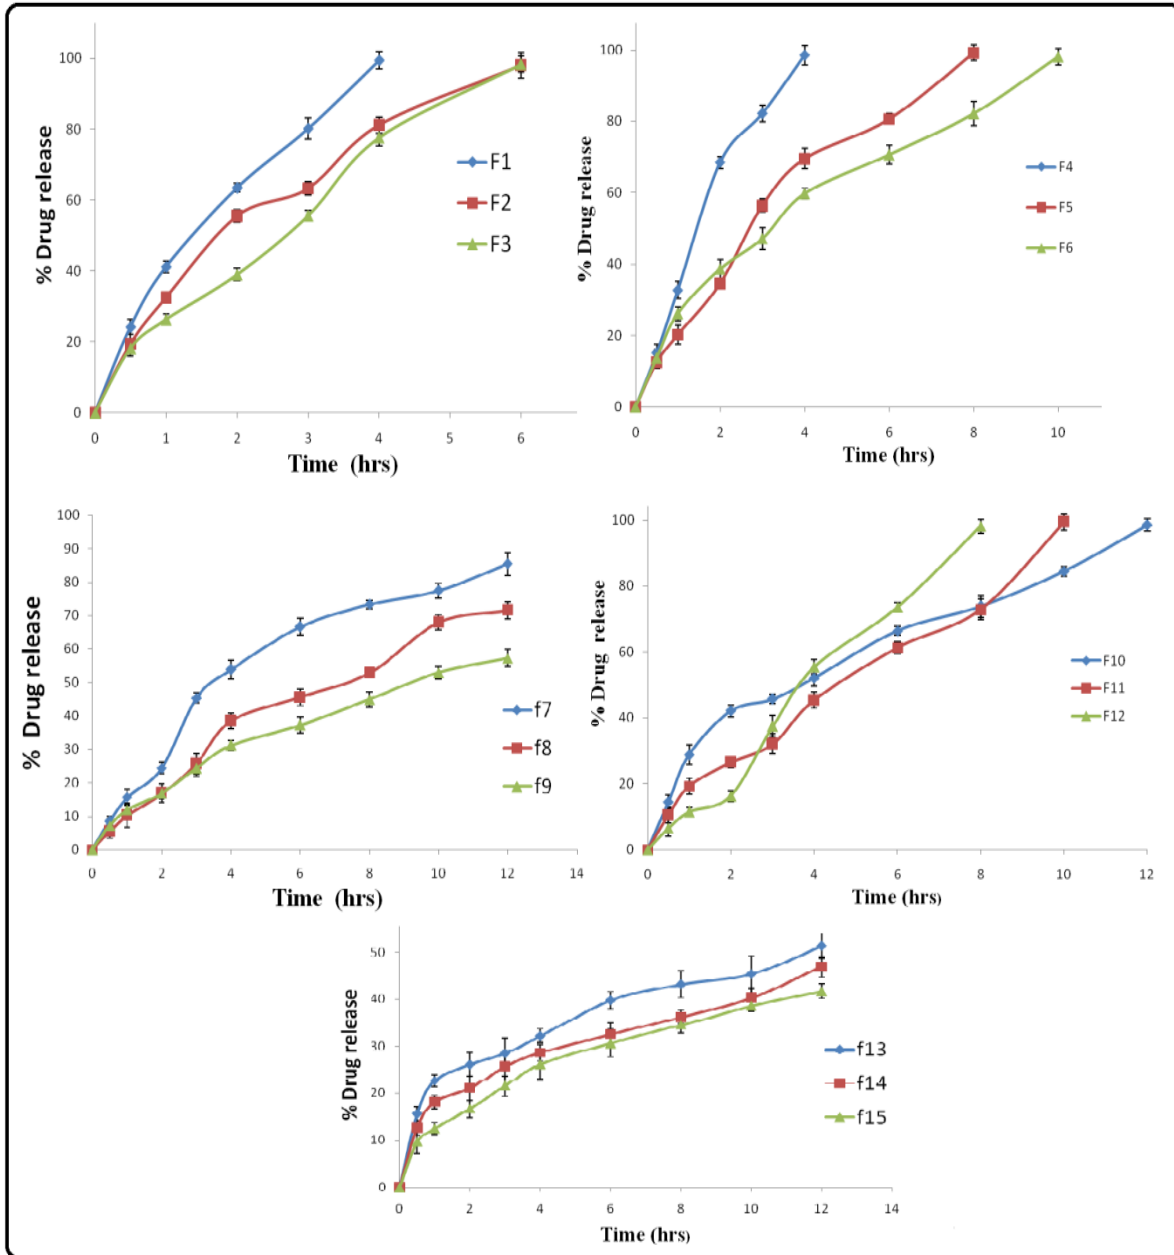 100
80
60
40
20
0
% Drug release
F1
F2
F3
0 1 2 3 4 5 6
Time (hrs)
100
80
60
40
20
0
% Drug release
F4
F5
F6
0 2 4 6 8 10
Time (hrs)
100
90
80
70
60
50
40
30
20
10
0
% Drug release
f7
f8
f9
0 2 4 6 8 10 12 14
Time (hrs)
100
80
60
40
20
0
% Drug release
F10
F11
F12
0 2 4 6 8 10 12
Time (hrs)
50
40
30
20
10
0
% Drug release
f13
f14
f15
0 2 4 6 8 10 12 14
Time (hrs)